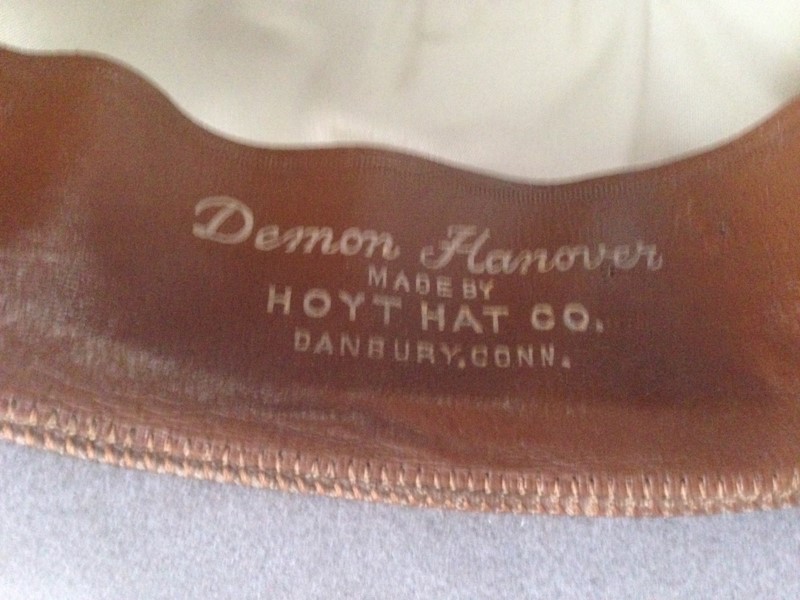 Demon Hanover
MADE BY
HOYT HAT CO.
DANBURY, CONN.